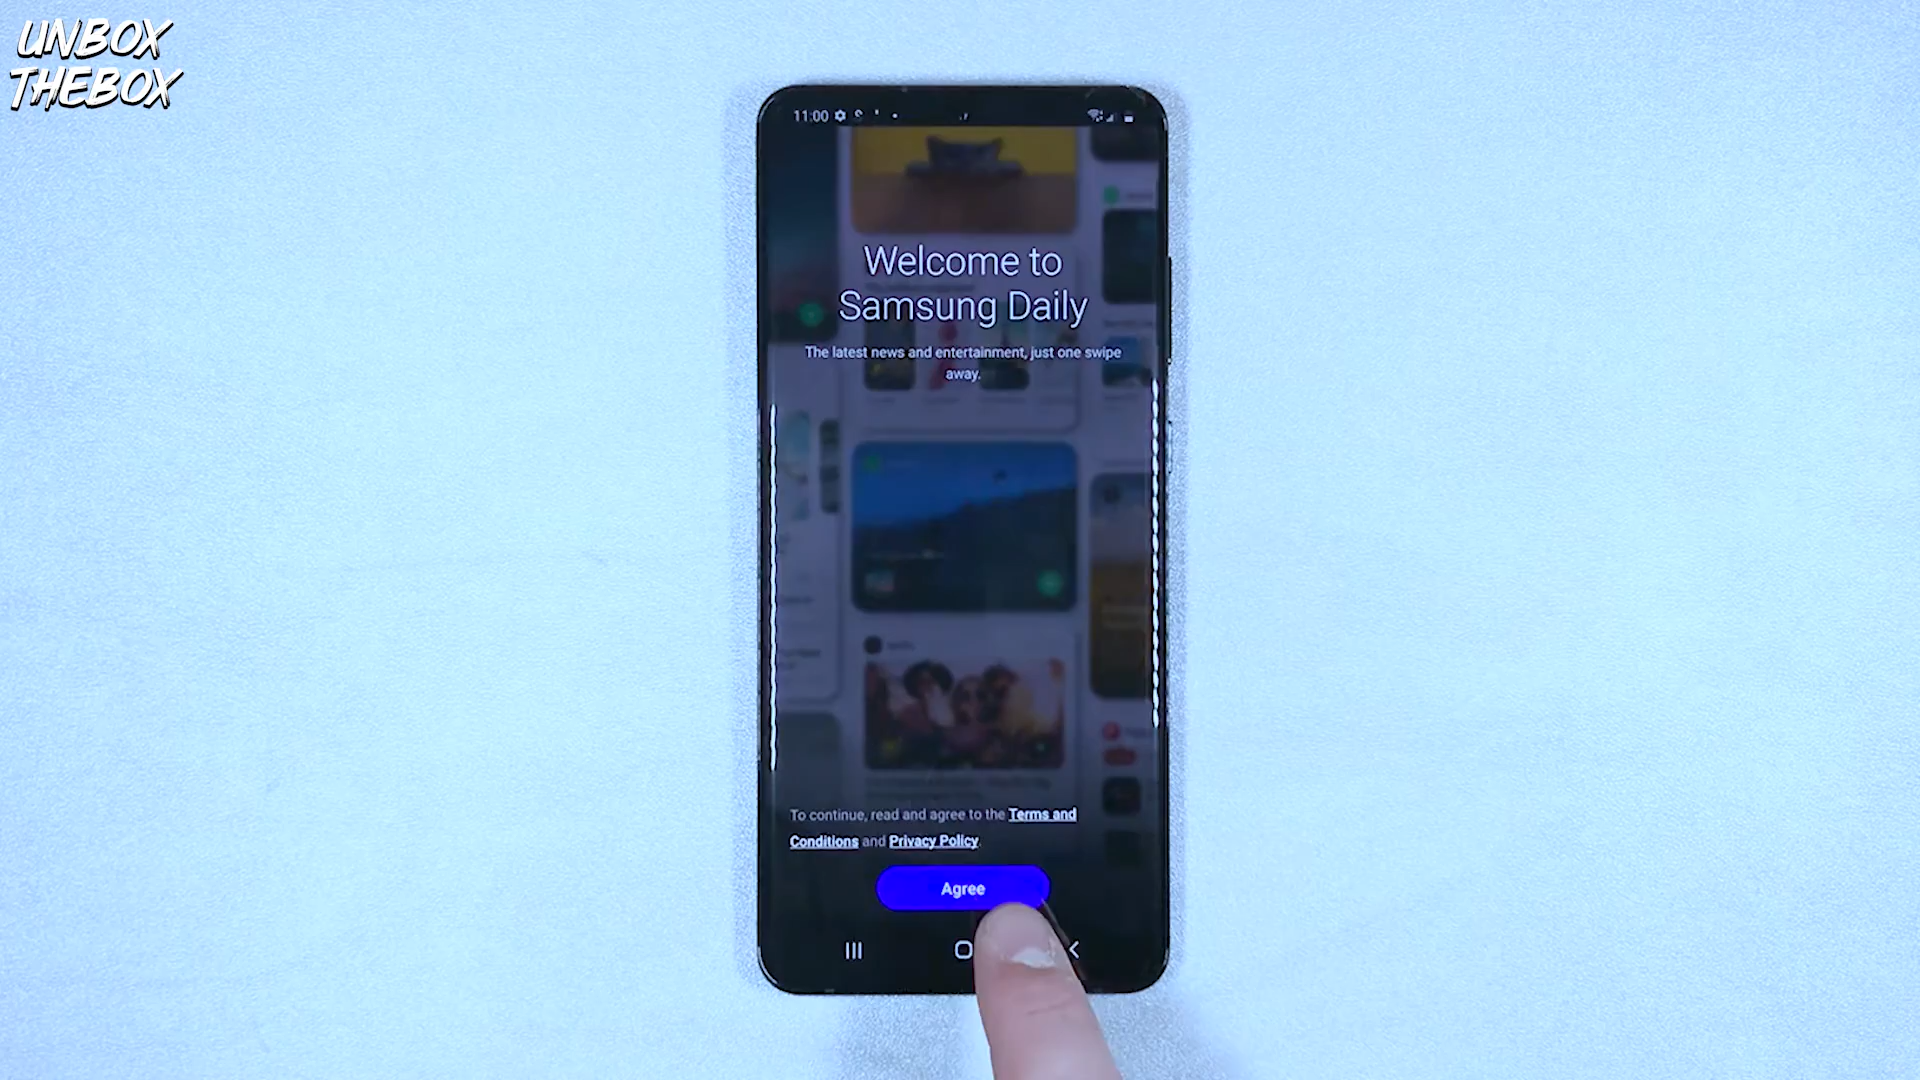 UNBOX
THEBOX
11:00
Welcome to
Samsung Daily
The latest news and entertainment, just one swipe
away.
To continue, read and agree to the Terms and
Conditions and Privacy Policy.
Agree